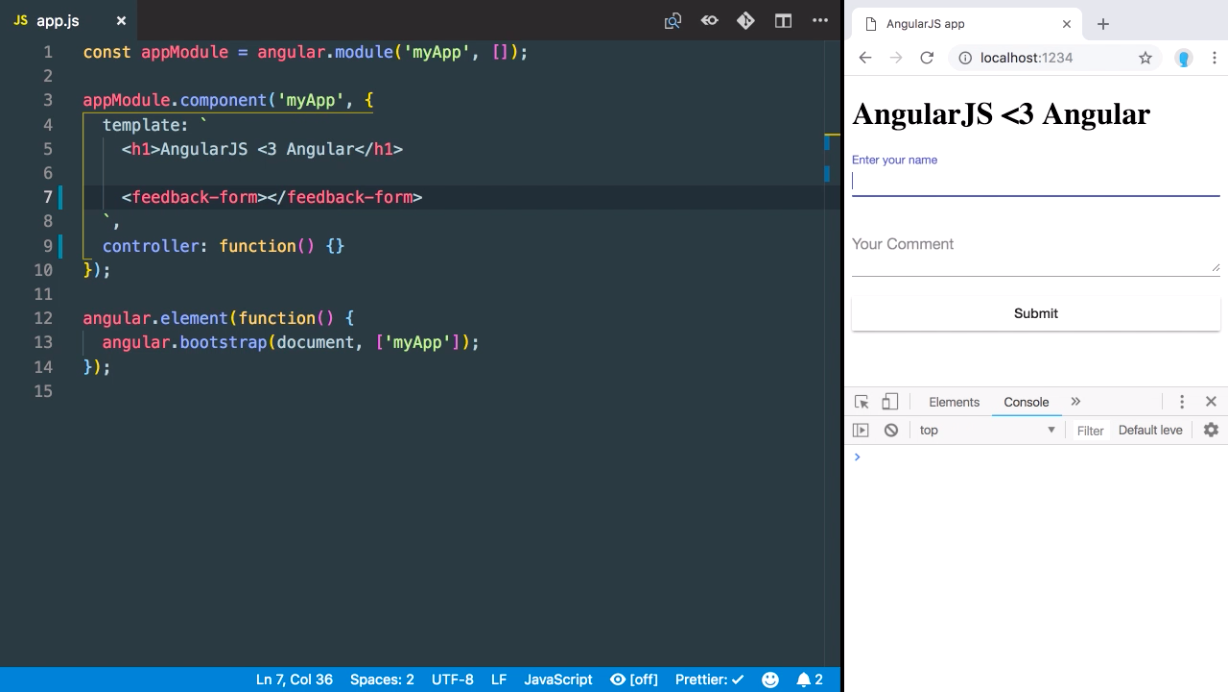 JS app.js
1 const appModule = angular.module('myApp', []);
2
3 appModule.component('myApp', {
4 template: `
5 <h1>AngularJS <3 Angular</h1>
6
7 <feedback-form></feedback-form>
8 `,
9 controller: function() {}
10 });
11
12 angular.element(function() {
13 angular.bootstrap(document, ['myApp']);
14 });
15
Ln 7, Col 36 Spaces: 2 UTF-8 LF JavaScript [off] Prettier: ✓ 2
AngularJS app
localhost:1234
AngularJS <3 Angular
Enter your name
Your Comment
Submit
Elements Console »
top Filter Default leve